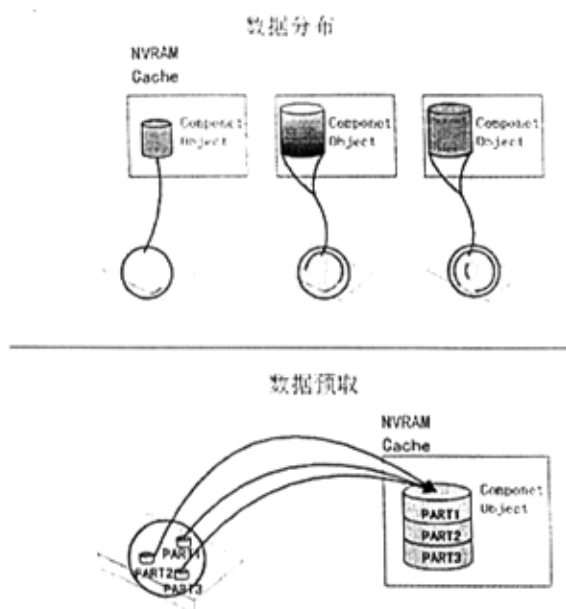 数据分布
NVRAM
Cache
Componet
Object
Componet
Object
Componet
Object
数据预取
NVRAM
Cache
Componet
Object
PART1
PART2
PART3
PART1
PART2
PART3